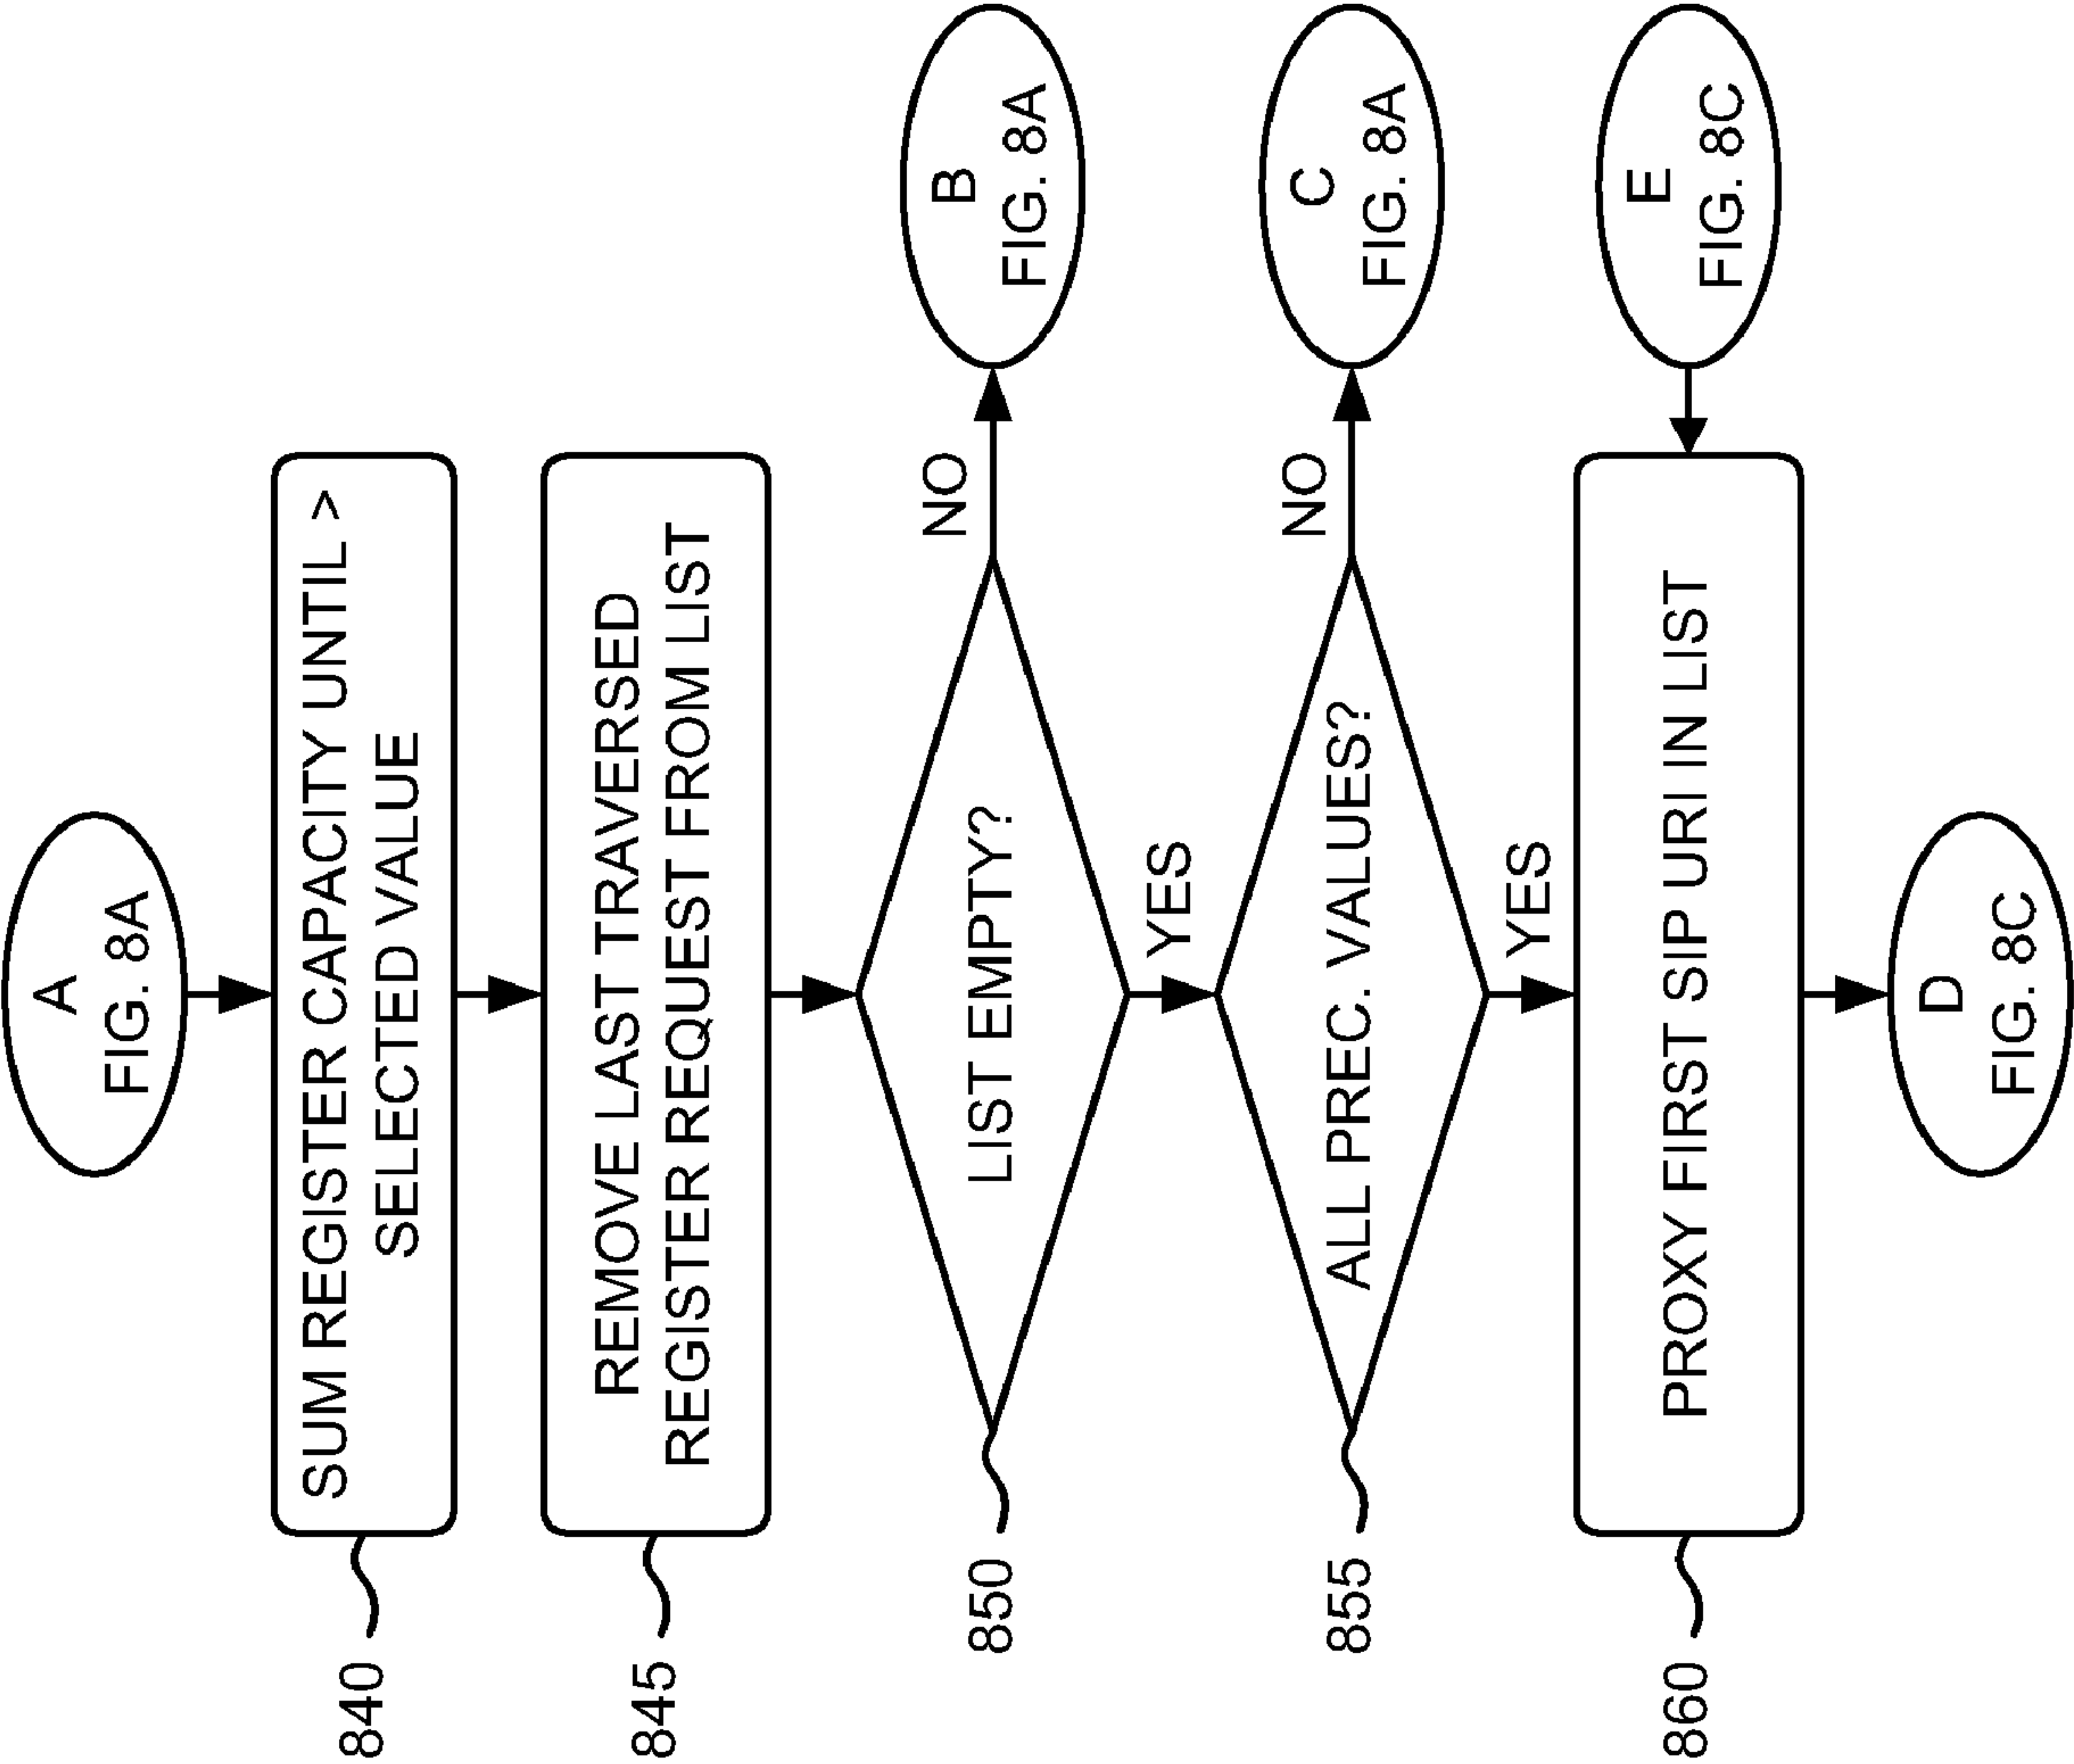 A
FIG. 8A
840
SUM REGISTER CAPACITY UNTIL >
SELECTED VALUE
845
REMOVE LAST TRAVERSED
REGISTER REQUEST FROM LIST
850
LIST EMPTY?
NO
B
FIG. 8A
YES
855
ALL PREC. VALUES?
NO
C
FIG. 8A
YES
860
PROXY FIRST SIP URI IN LIST
E
FIG. 8C
D
FIG. 8C